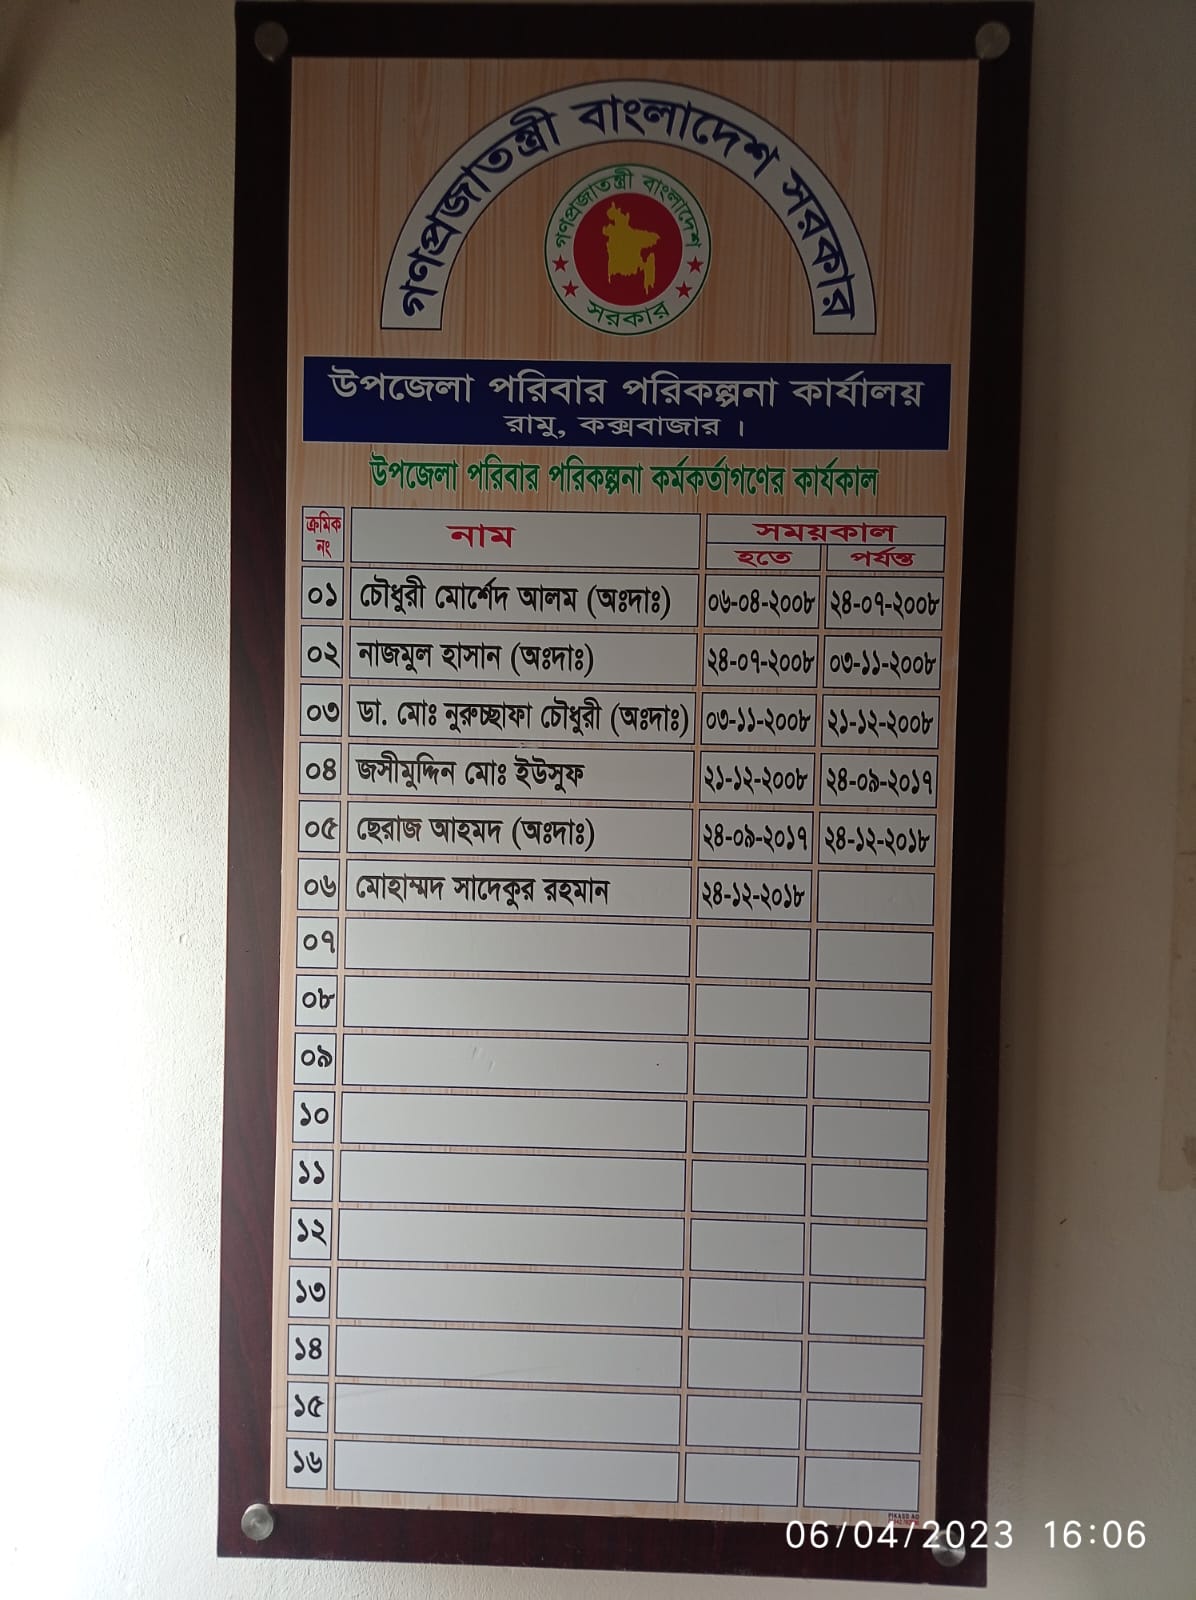 গণপ্রজাতন্ত্রী বাংলাদেশ সরকার
গণপ্রজাতন্ত্রী বাংলাদেশ
সরকার
উপজেলা পরিবার পরিকল্পনা কার্যালয়
রামু, কক্সবাজার ।
উপজেলা পরিবার পরিকল্পনা কর্মকর্তাগণের কার্যকাল
ক্রমিক নং নাম সময়কাল
হতে পর্যন্ত
০১ চৌধুরী মোর্শেদ আলম (অঃদাঃ) ০৬-০৪-২০০৮ ২৪-০৭-২০০৮
০২ নাজমুল হাসান (অঃদাঃ) ২৪-০৭-২০০৮ ০৩-১১-২০০৮
০৩ ডা. মোঃ নুরুচ্ছাফা চৌধুরী (অঃদাঃ) ০৩-১১-২০০৮ ২১-১২-২০০৮
০৪ জসীমুদ্দিন মোঃ ইউসুফ ২১-১২-২০০৮ ২৪-০৯-২০১৭
০৫ ছেরাজ আহমদ (অঃদাঃ) ২৪-০৯-২০১৭ ২৪-১২-২০১৮
০৬ মোহাম্মদ সাদেকুর রহমান ২৪-১২-২০১৮
০৭
০৮
০৯
১০
১১
১২
১৩
১৪
১৫
১৬
06/04/2023 16:06